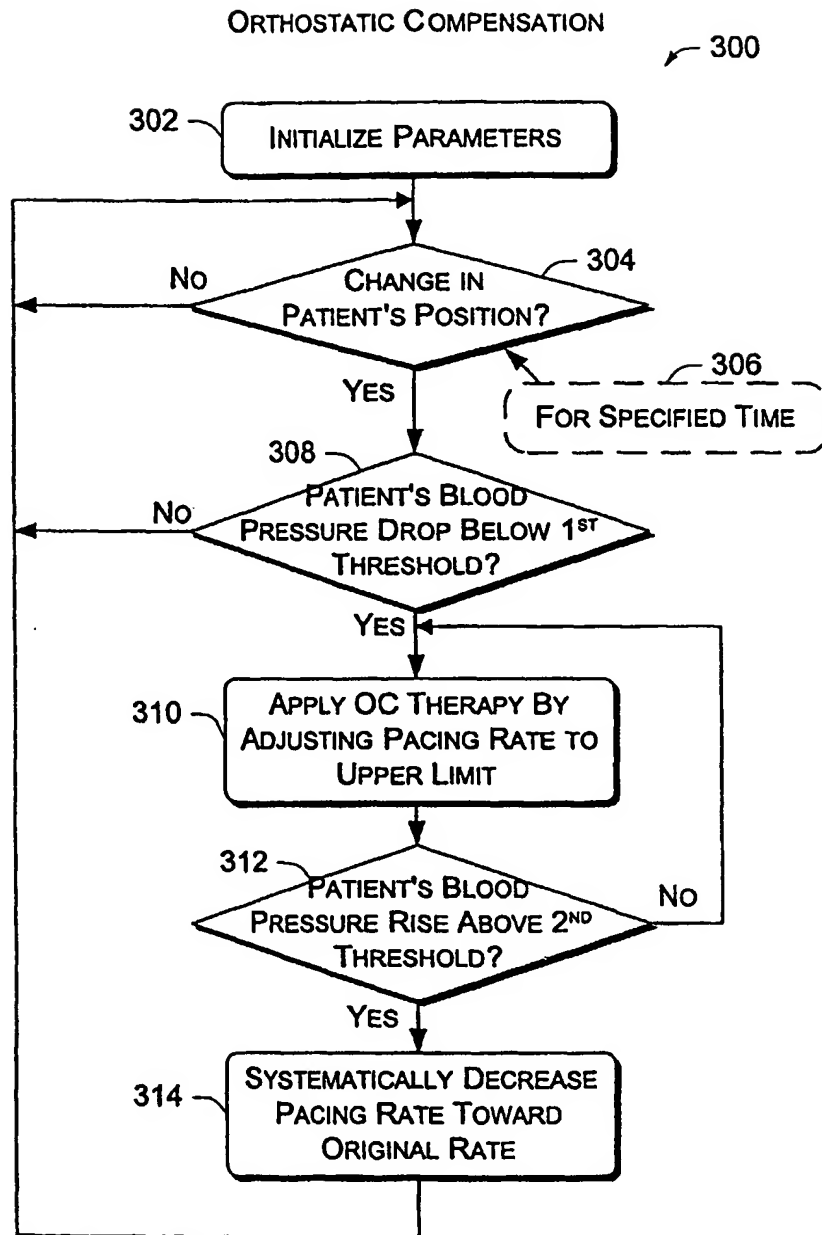 ORTHOSTATIC COMPENSATION
300
302
INITIALIZE PARAMETERS
304
NO
CHANGE IN
PATIENT'S POSITION?
306
YES
FOR SPECIFIED TIME
308
NO
PATIENT'S BLOOD
PRESSURE DROP BELOW 1ST
THRESHOLD?
YES
310
APPLY OC THERAPY BY
ADJUSTING PACING RATE TO
UPPER LIMIT
312
PATIENT'S BLOOD
NO
PRESSURE RISE ABOVE 2ND
THRESHOLD?
YES
314
SYSTEMATICALLY DECREASE
PACING RATE TOWARD
ORIGINAL RATE